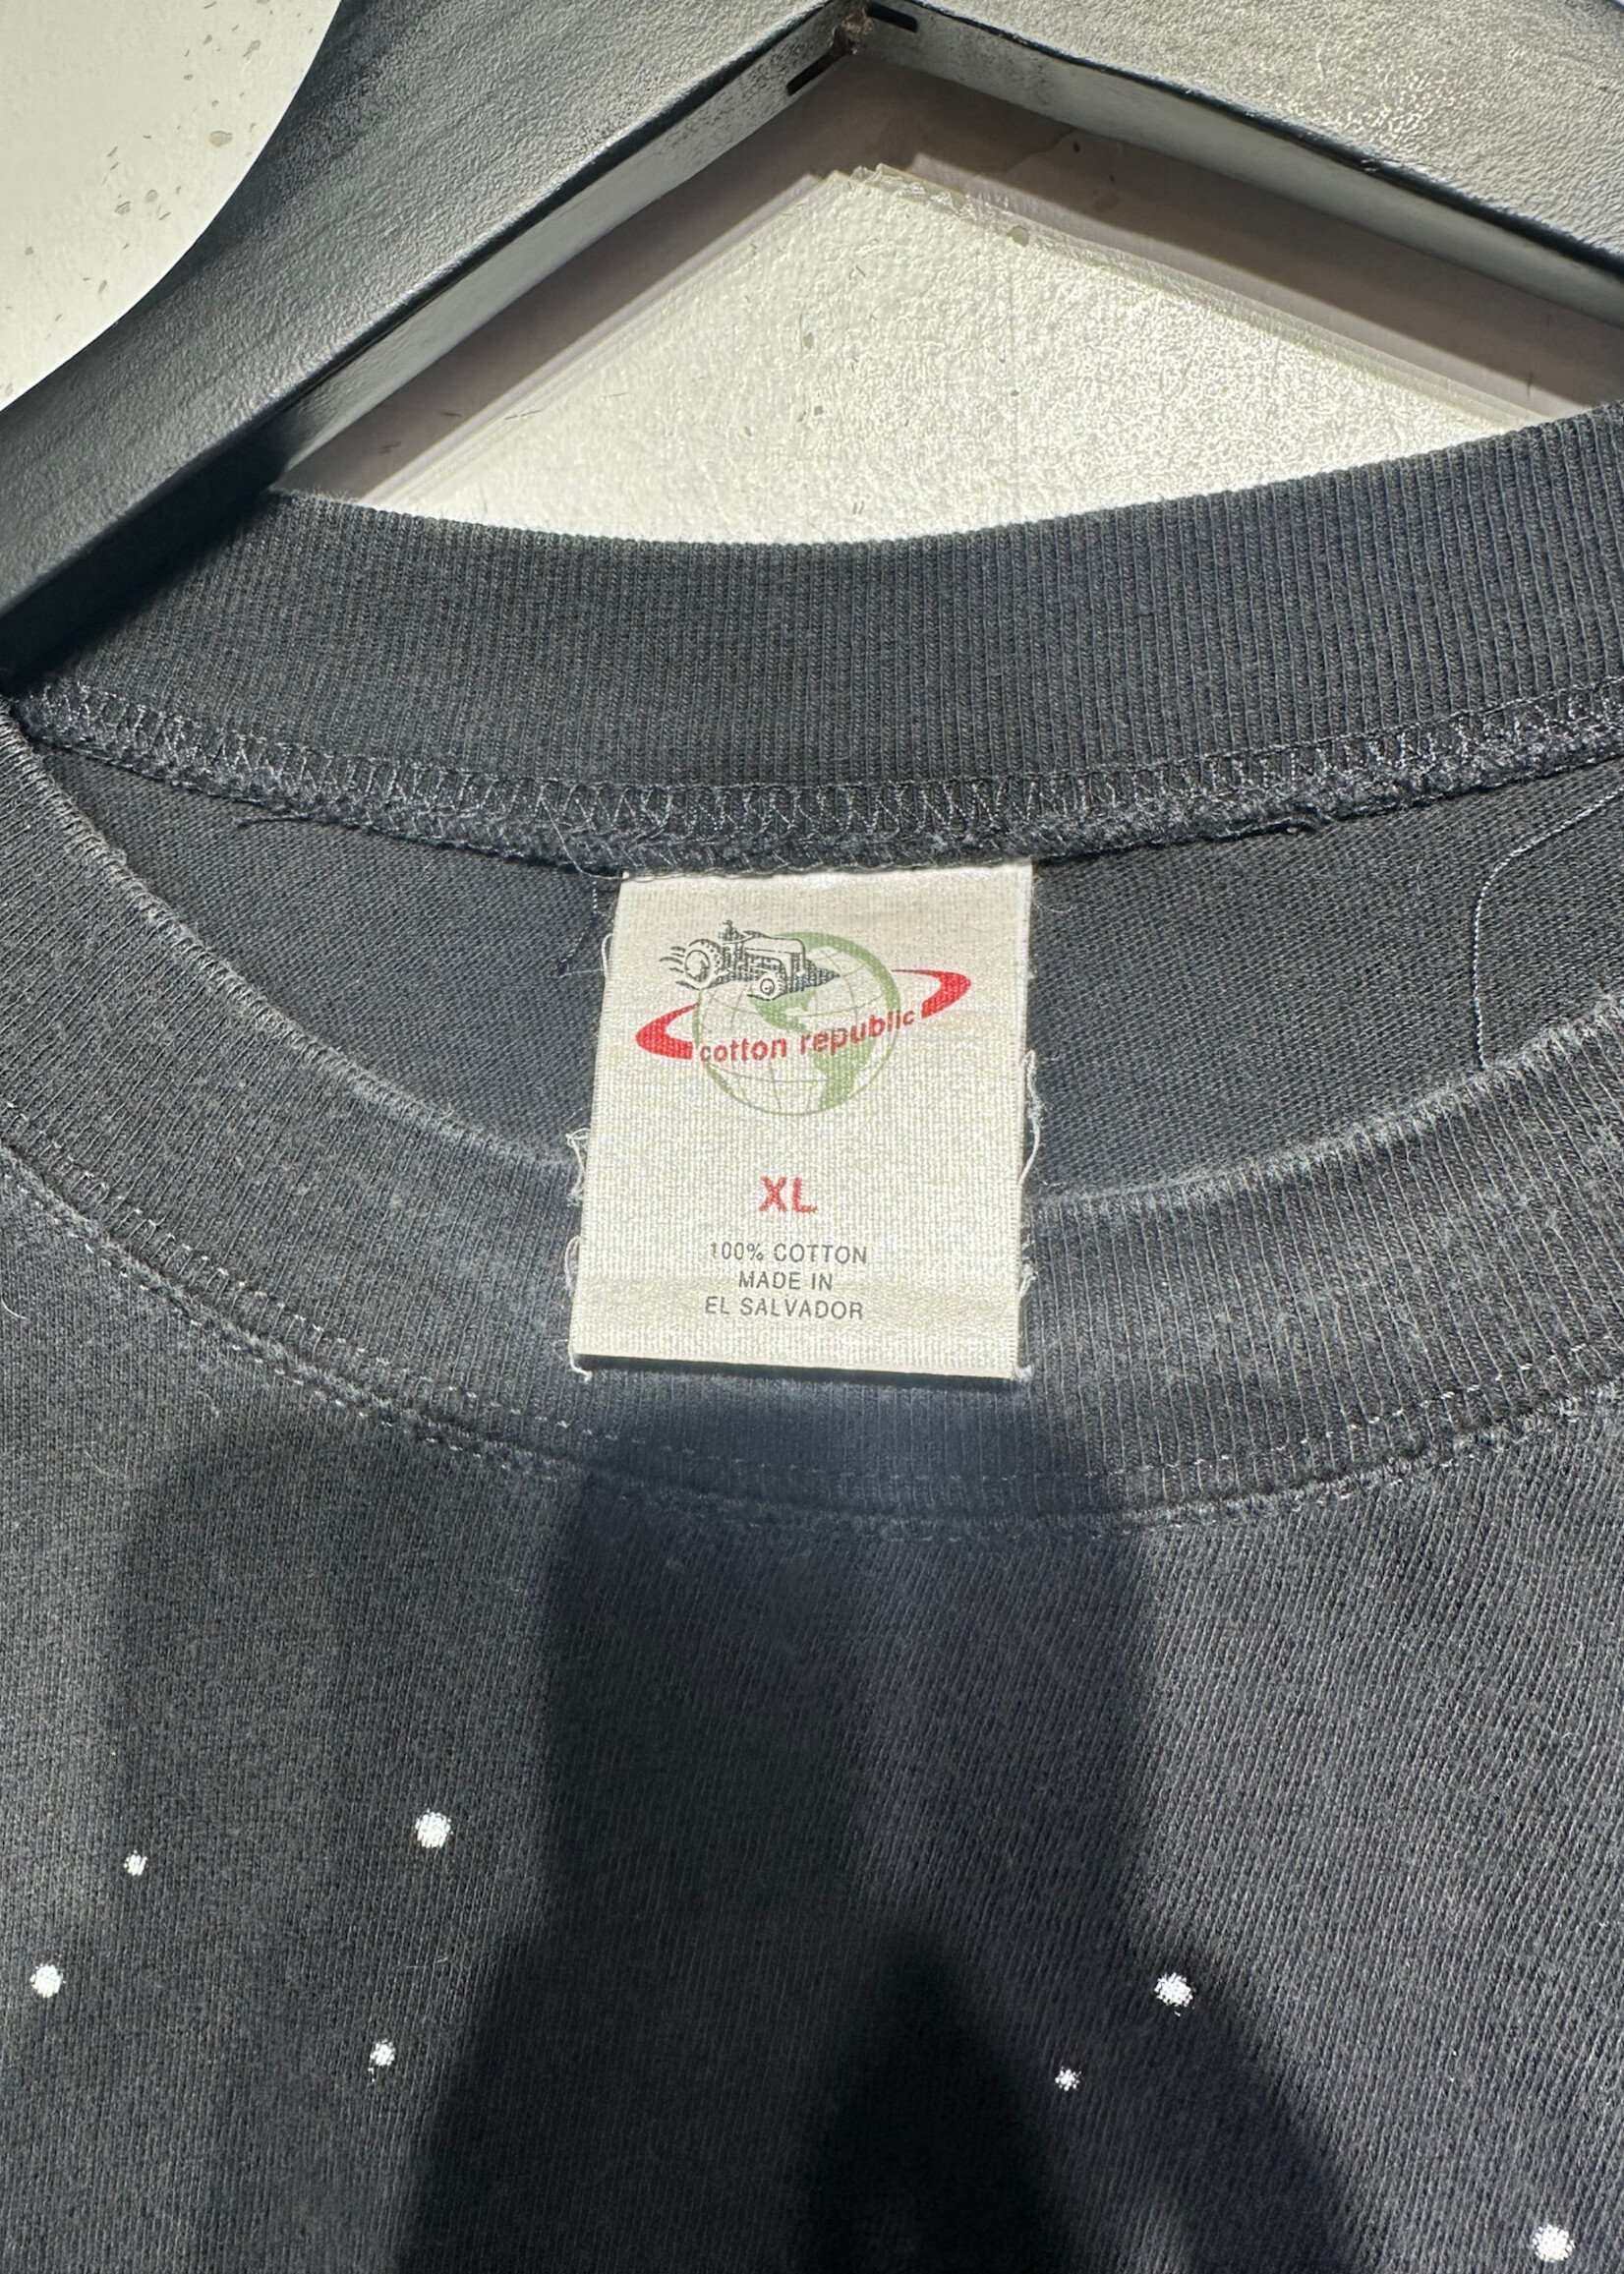 cotton republic
XL
100% COTTON
MADE IN
EL SALVADOR